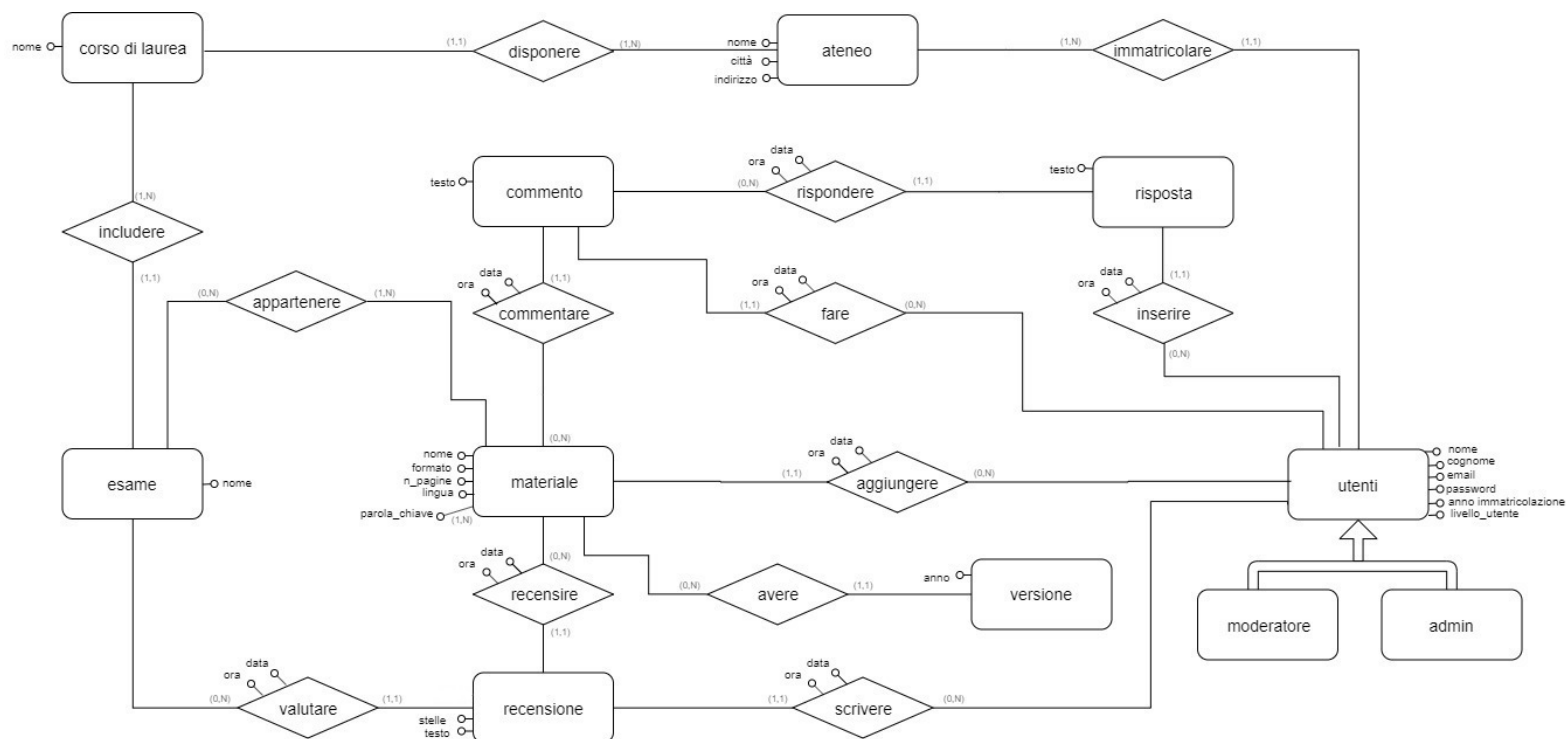 nome
corso di laurea
(1,1)
disponere
(1,N)
nome
città
indirizzo
ateneo
(1,N)
immatricolare
(1,1)
(1,N)
includere
(1,1)
testo
commento
(0,N)
ora
data
rispondere
(1,1)
testo
risposta
(0,N)
appartenere
(1,N)
ora
data
(1,1)
commentare
(0,N)
(1,1)
ora
data
fare
(0,N)
ora
data
(1,1)
inserire
(0,N)
esame
nome
nome
formato
n_pagine
lingua
parola_chiave
(1,N)
materiale
(1,1)
ora
data
aggiungere
(0,N)
utenti
nome
cognome
email
password
anno immatricolazione
livello_utente
ora
data
(0,N)
recensire
(1,1)
(0,N)
avere
(1,1)
anno
versione
moderatore
admin
(0,N)
ora
data
valutare
(1,1)
stelle
testo
recensione
(1,1)
ora
data
scrivere
(0,N)